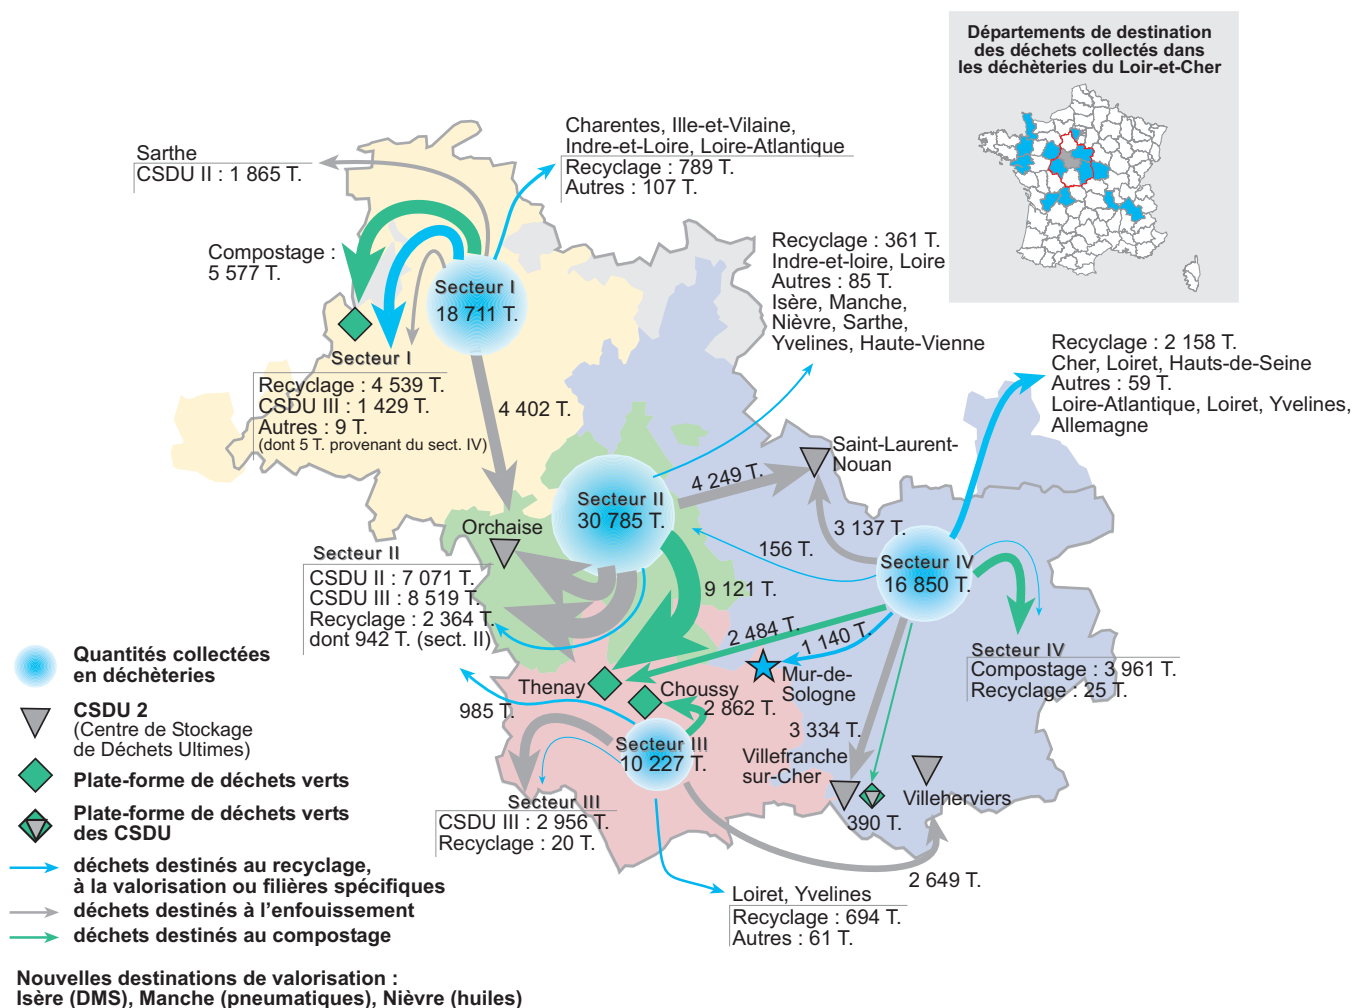 Départements de destination
des déchets collectés dans
les déchèteries du Loir-et-Cher
Charentes, Ille-et-Vilaine,
Indre-et-Loire, Loire-Atlantique
Recyclage : 789 T.
Autres : 107 T.
Sarthe
CSDU II : 1 865 T.
Compostage :
5 577 T.
Secteur I
18 711 T.
Recyclage : 361 T.
Indre-et-loire, Loire
Autres : 85 T.
Isère, Manche,
Nièvre, Sarthe,
Yvelines, Haute-Vienne
Recyclage : 2 158 T.
Cher, Loiret, Hauts-de-Seine
Autres : 59 T.
Loire-Atlantique, Loiret, Yvelines,
Allemagne
Secteur I
Recyclage : 4 539 T.
CSDU III : 1 429 T.
Autres : 9 T.
(dont 5 T. provenant du sect. IV)
4 402 T.
Saint-Laurent-
Nouan
4 249 T.
Secteur II
30 785 T.
3 137 T.
156 T.
Orchaise
Secteur II
CSDU II : 7 071 T.
CSDU III : 8 519 T.
Recyclage : 2 364 T.
dont 942 T. (sect. II)
Secteur IV
16 850 T.
9 121 T.
2 484 T.
1 140 T.
Secteur IV
Compostage : 3 961 T.
Recyclage : 25 T.
Mur-de-
Sologne
Thenay
Choussy
2 862 T.
985 T.
3 334 T.
Secteur III
10 227 T.
Villefranche
sur-Cher
Villeherviers
390 T.
Secteur III
CSDU III : 2 956 T.
Recyclage : 20 T.
2 649 T.
Loiret, Yvelines
Recyclage : 694 T.
Autres : 61 T.
Quantités collectées
en déchèteries
CSDU 2
(Centre de Stockage
de Déchets Ultimes)
Plate-forme de déchets verts
Plate-forme de déchets verts
des CSDU
déchets destinés au recyclage,
à la valorisation ou filières spécifiques
déchets destinés à l'enfouissement
déchets destinés au compostage
Nouvelles destinations de valorisation :
Isère (DMS), Manche (pneumatiques), Nièvre (huiles)